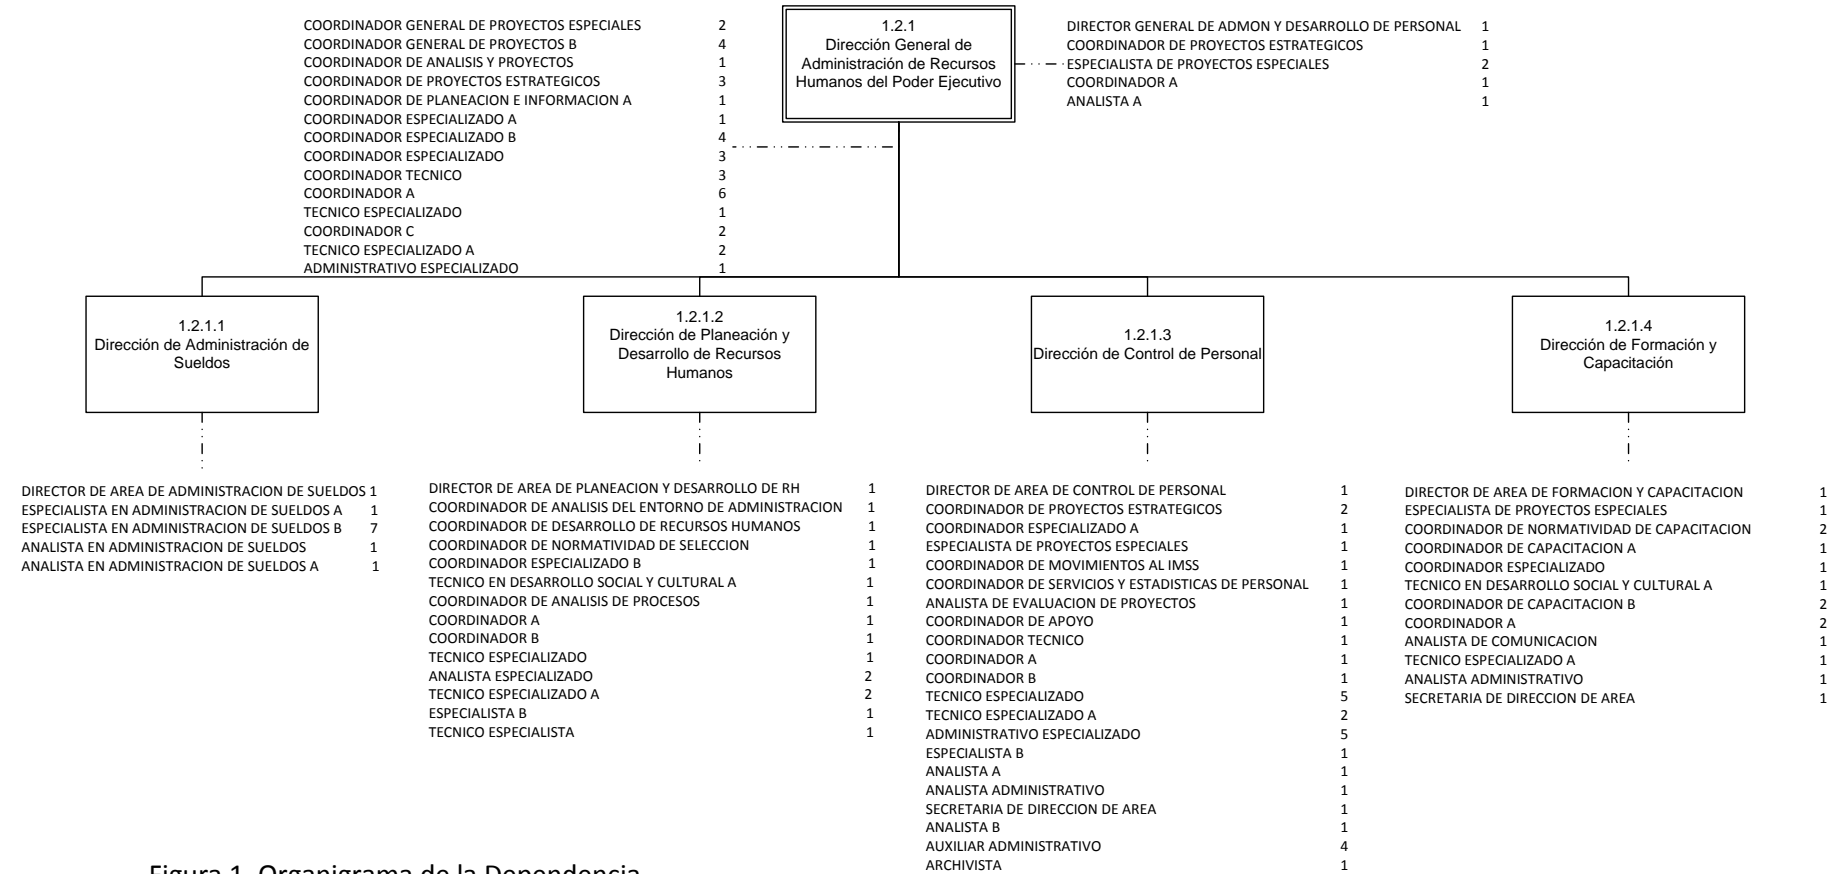 COORDINADOR GENERAL DE PROYECTOS ESPECIALES 2
COORDINADOR GENERAL DE PROYECTOS B 4
COORDINADOR DE ANALISIS Y PROYECTOS 1
COORDINADOR DE PROYECTOS ESTRATEGICOS 3
COORDINADOR DE PLANEACION E INFORMACION A 1
COORDINADOR ESPECIALIZADO A 1
COORDINADOR ESPECIALIZADO B 4
COORDINADOR ESPECIALIZADO 3
COORDINADOR TECNICO 3
COORDINADOR A 6
TECNICO ESPECIALIZADO 1
COORDINADOR C 2
TECNICO ESPECIALIZADO A 2
ADMINISTRATIVO ESPECIALIZADO 1
1.2.1
Dirección General de
Administración de Recursos
Humanos del Poder Ejecutivo
DIRECTOR GENERAL DE ADMON Y DESARROLLO DE PERSONAL 1
COORDINADOR DE PROYECTOS ESTRATEGICOS 1
ESPECIALISTA DE PROYECTOS ESPECIALES 2
COORDINADOR A 1
ANALISTA A 1
1.2.1.1
Dirección de Administración de
Sueldos
1.2.1.2
Dirección de Planeación y
Desarrollo de Recursos
Humanos
1.2.1.3
Dirección de Control de Personal
1.2.1.4
Dirección de Formación y
Capacitación
DIRECTOR DE AREA DE ADMINISTRACION DE SUELDOS 1
ESPECIALISTA EN ADMINISTRACION DE SUELDOS A 1
ESPECIALISTA EN ADMINISTRACION DE SUELDOS B 7
ANALISTA EN ADMINISTRACION DE SUELDOS 1
ANALISTA EN ADMINISTRACION DE SUELDOS A 1
DIRECTOR DE AREA DE PLANEACION Y DESARROLLO DE RH 1
COORDINADOR DE ANALISIS DEL ENTORNO DE ADMINISTRACION 1
COORDINADOR DE DESARROLLO DE RECURSOS HUMANOS 1
COORDINADOR DE NORMATIVIDAD DE SELECCION 1
COORDINADOR ESPECIALIZADO B 1
TECNICO EN DESARROLLO SOCIAL Y CULTURAL A 1
COORDINADOR DE ANALISIS DE PROCESOS 1
COORDINADOR A 1
COORDINADOR B 1
TECNICO ESPECIALIZADO 1
ANALISTA ESPECIALIZADO 2
TECNICO ESPECIALIZADO A 2
ESPECIALISTA B 1
TECNICO ESPECIALISTA 1
DIRECTOR DE AREA DE CONTROL DE PERSONAL 1
COORDINADOR DE PROYECTOS ESTRATEGICOS 2
COORDINADOR ESPECIALIZADO A 1
ESPECIALISTA DE PROYECTOS ESPECIALES 1
COORDINADOR DE MOVIMIENTOS AL IMSS 1
COORDINADOR DE SERVICIOS Y ESTADISTICAS DE PERSONAL 1
ANALISTA DE EVALUACION DE PROYECTOS 1
COORDINADOR DE APOYO 1
COORDINADOR TECNICO 1
COORDINADOR A 1
COORDINADOR B 1
TECNICO ESPECIALIZADO 5
TECNICO ESPECIALIZADO A 2
ADMINISTRATIVO ESPECIALIZADO 5
ESPECIALISTA B 1
ANALISTA A 1
ANALISTA ADMINISTRATIVO 1
SECRETARIA DE DIRECCION DE AREA 1
ANALISTA B 1
AUXILIAR ADMINISTRATIVO 4
ARCHIVISTA 1
DIRECTOR DE AREA DE FORMACION Y CAPACITACION 1
ESPECIALISTA DE PROYECTOS ESPECIALES 1
COORDINADOR DE NORMATIVIDAD DE CAPACITACION 2
COORDINADOR DE CAPACITACION A 1
COORDINADOR ESPECIALIZADO 1
TECNICO EN DESARROLLO SOCIAL Y CULTURAL A 1
COORDINADOR DE CAPACITACION B 2
COORDINADOR A 2
ANALISTA DE COMUNICACION 1
TECNICO ESPECIALIZADO A 1
ANALISTA ADMINISTRATIVO 1
SECRETARIA DE DIRECCION DE AREA 1
Figura 1. Organigrama de la Dependencia